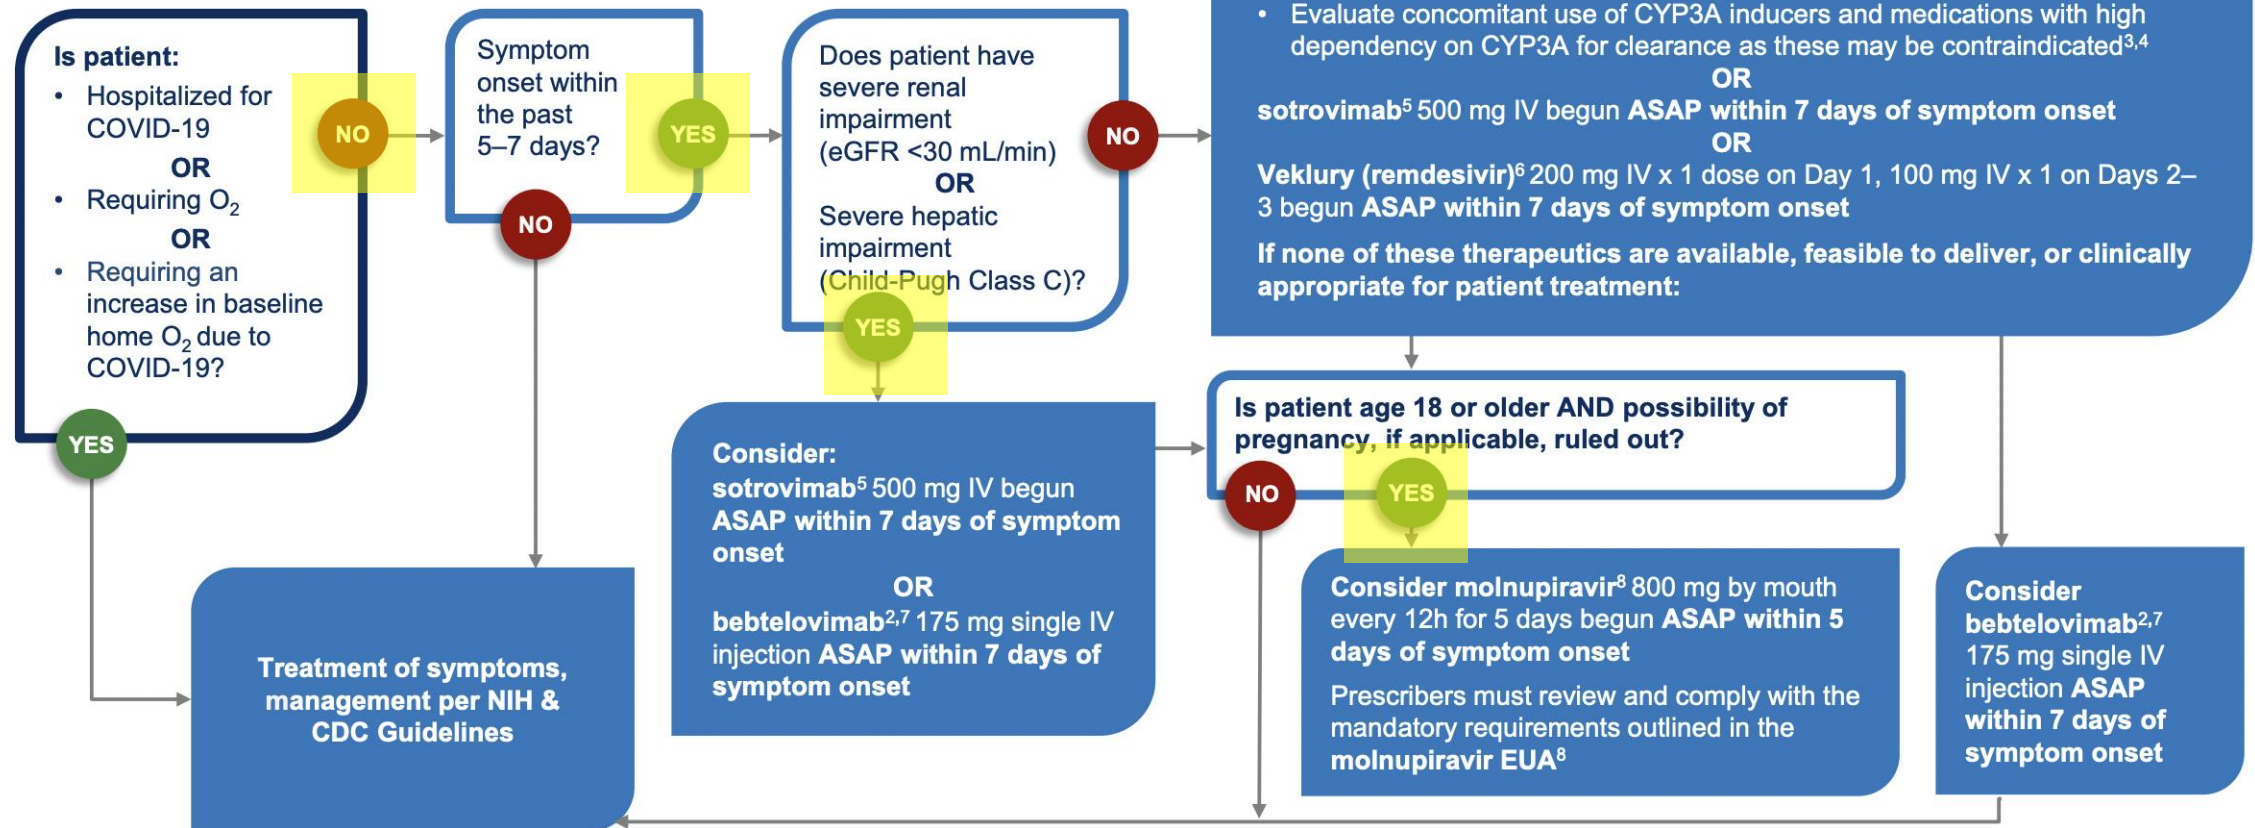 Is patient:
• Hospitalized for
COVID-19
OR
• Requiring O₂
OR
• Requiring an
increase in baseline
home O₂ due to
COVID-19?
NO
YES
Symptom
onset within
the past
5–7 days?
YES
NO
Does patient have
severe renal
impairment
(eGFR <30 mL/min)
OR
Severe hepatic
impairment
(Child-Pugh Class C)?
NO
YES
• Evaluate concomitant use of CYP3A inducers and medications with high
dependency on CYP3A for clearance as these may be contraindicated³,⁴
OR
sotrovimab⁵ 500 mg IV begun ASAP within 7 days of symptom onset
OR
Veklury (remdesivir)⁶ 200 mg IV x 1 dose on Day 1, 100 mg IV x 1 on Days 2–
3 begun ASAP within 7 days of symptom onset
If none of these therapeutics are available, feasible to deliver, or clinically
appropriate for patient treatment:
Is patient age 18 or older AND possibility of
pregnancy, if applicable, ruled out?
NO
YES
Consider:
sotrovimab⁵ 500 mg IV begun
ASAP within 7 days of symptom
onset
OR
bebtelovimab²,⁷ 175 mg single IV
injection ASAP within 7 days of
symptom onset
Treatment of symptoms,
management per NIH &
CDC Guidelines
Consider molnupiravir⁸ 800 mg by mouth
every 12h for 5 days begun ASAP within 5
days of symptom onset
Prescribers must review and comply with the
mandatory requirements outlined in the
molnupiravir EUA⁸
Consider
bebtelovimab²,⁷
175 mg single IV
injection ASAP
within 7 days of
symptom onset